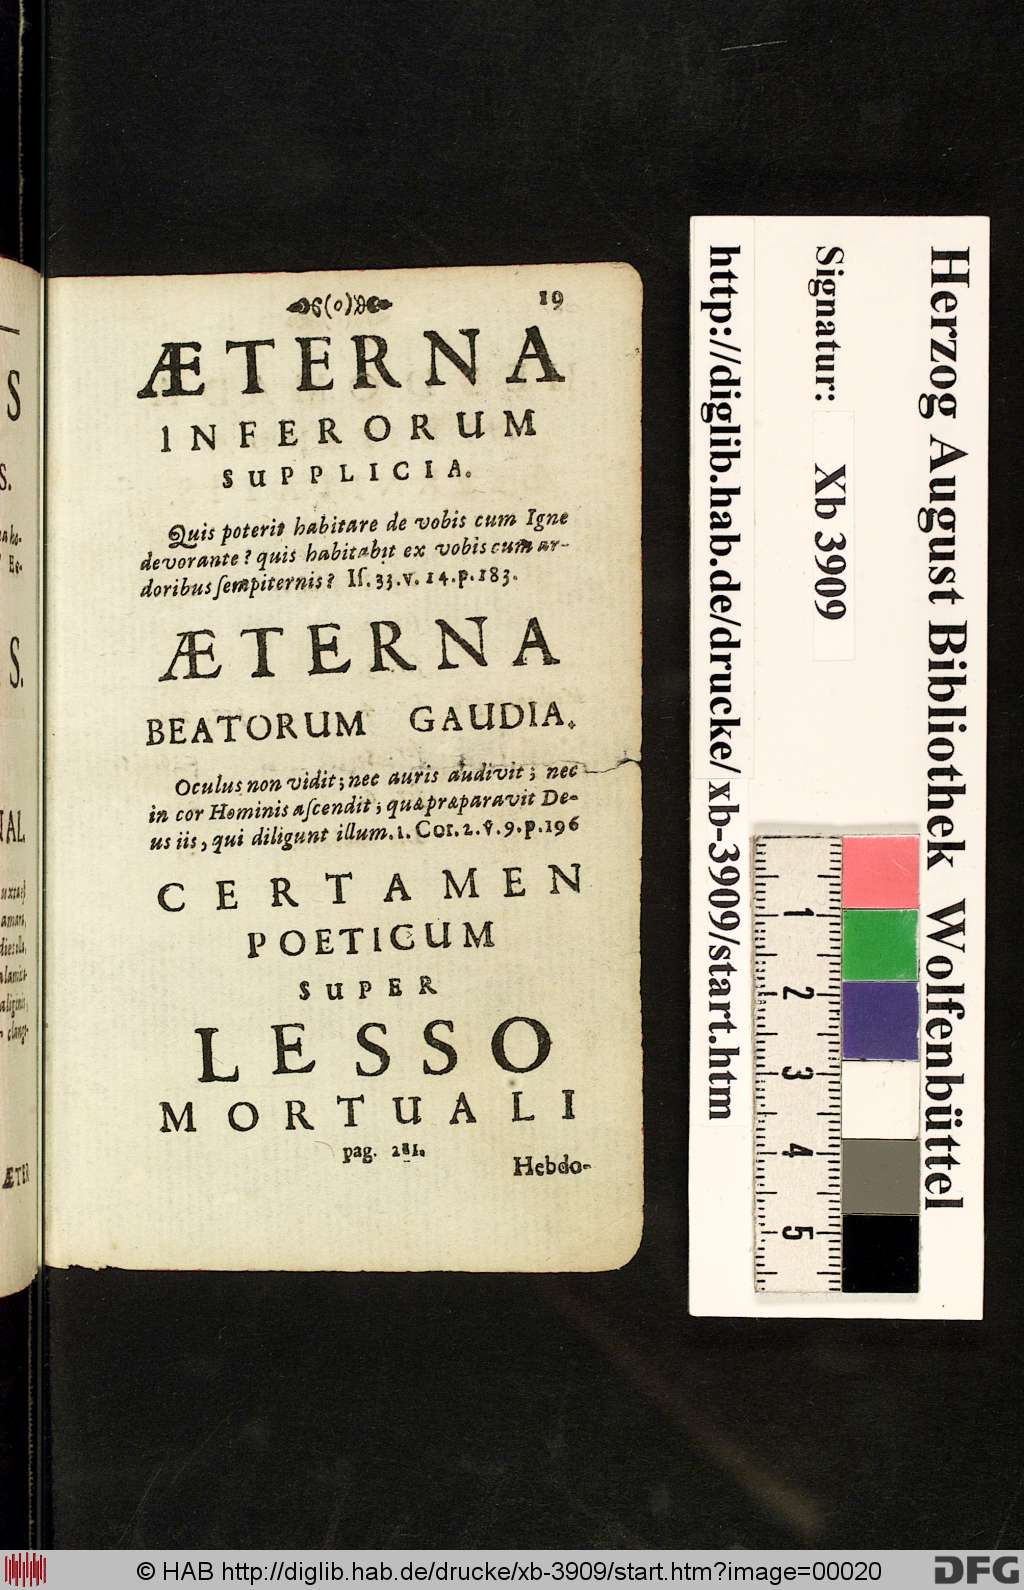 19
ÆTERNA
INFERORUM
SUPPLICIA.
Quis poterit habitare de vobis cum Igne
devorante? quis habitabit ex vobis cum ar-
doribus ſempiternis? Iſ. 33. v. 14. p. 183.
ÆTERNA
BEATORUM GAUDIA.
Oculus non vidit; nec auris audivit; nec
in cor Hominis aſcendit; quæ præparavit De-
us iis, qui diligunt illum. 1. Cor. 2. v. 9. p. 196
CERTAMEN
POETICUM
SUPER
LESSO
MORTUALI
pag. 281.
Hebdo-
S
S.
S.
NAL
ÆTER
Herzog August Bibliothek Wolfenbüttel
Signatur: Xb 3909
http://diglib.hab.de/drucke/xb-3909/start.htm
1
2
3
4
5
© HAB http://diglib.hab.de/drucke/xb-3909/start.htm?image=00020
DFG